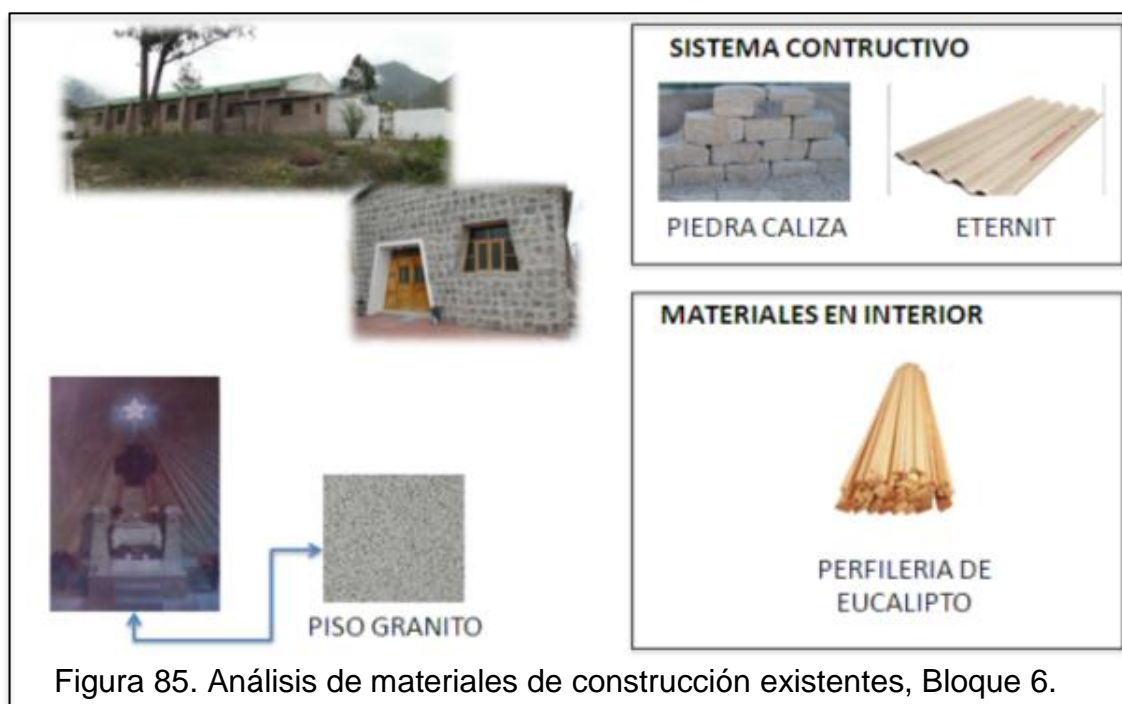 SISTEMA CONTRUCTIVO
PIEDRA CALIZA
ETERNIT
MATERIALES EN INTERIOR
PERFILERIA DE
EUCALIPTO
PISO GRANITO
Figura 85. Análisis de materiales de construcción existentes, Bloque 6.